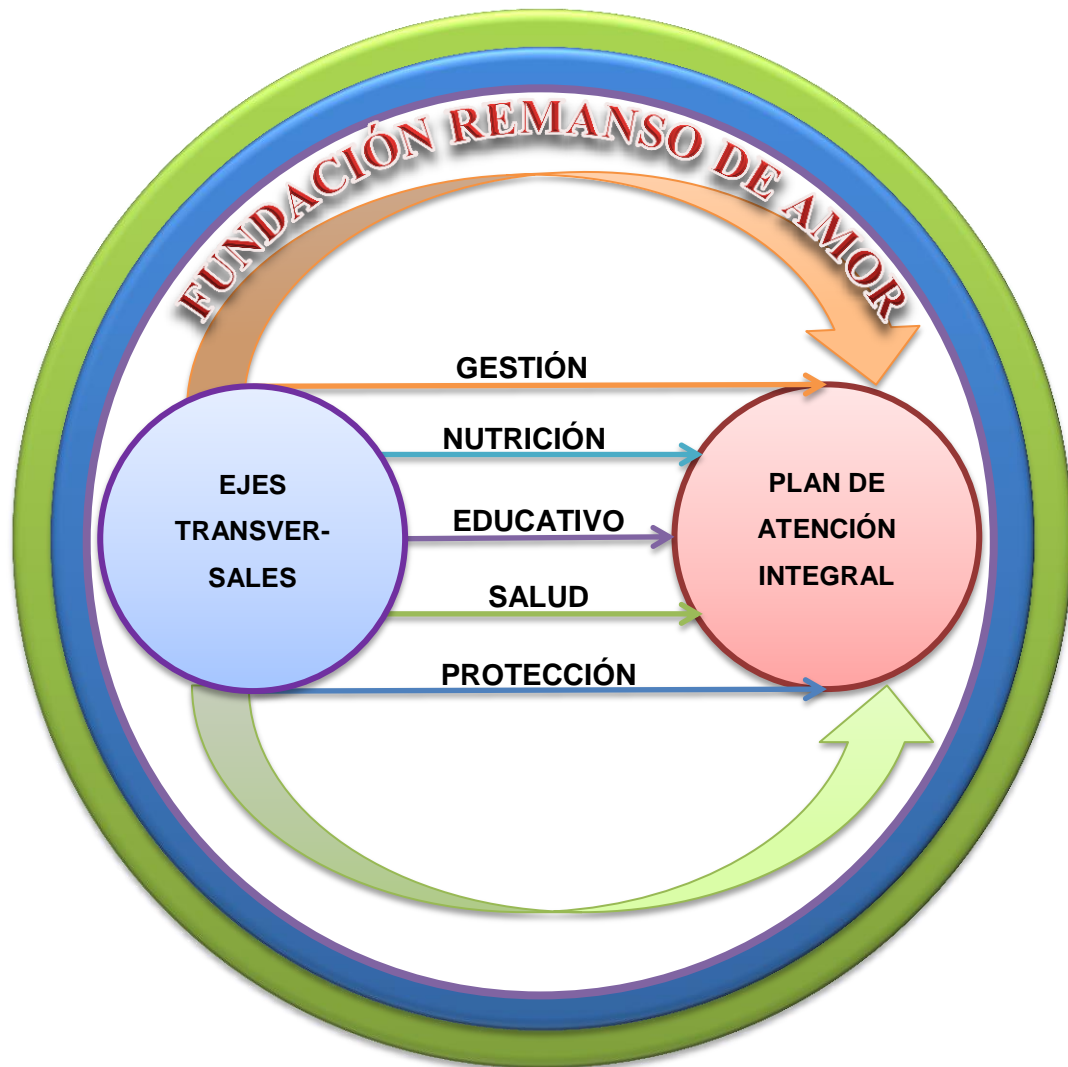 FUNDACIÓN REMANSO DE AMOR
GESTIÓN
NUTRICIÓN
EDUCATIVO
SALUD
PROTECCIÓN
EJES
TRANSVER-
SALES
PLAN DE
ATENCIÓN
INTEGRAL